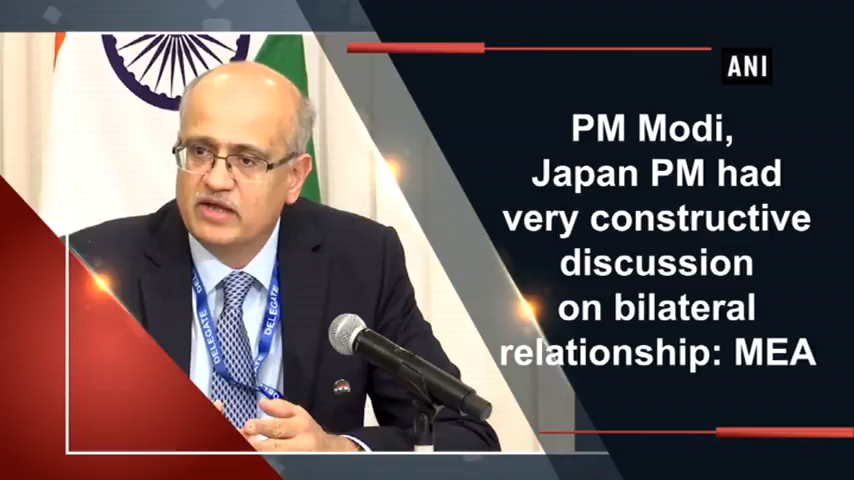 ANI
PM Modi,
Japan PM had
very constructive
discussion
on bilateral
relationship: MEA
DELEGATE
DELEGATE